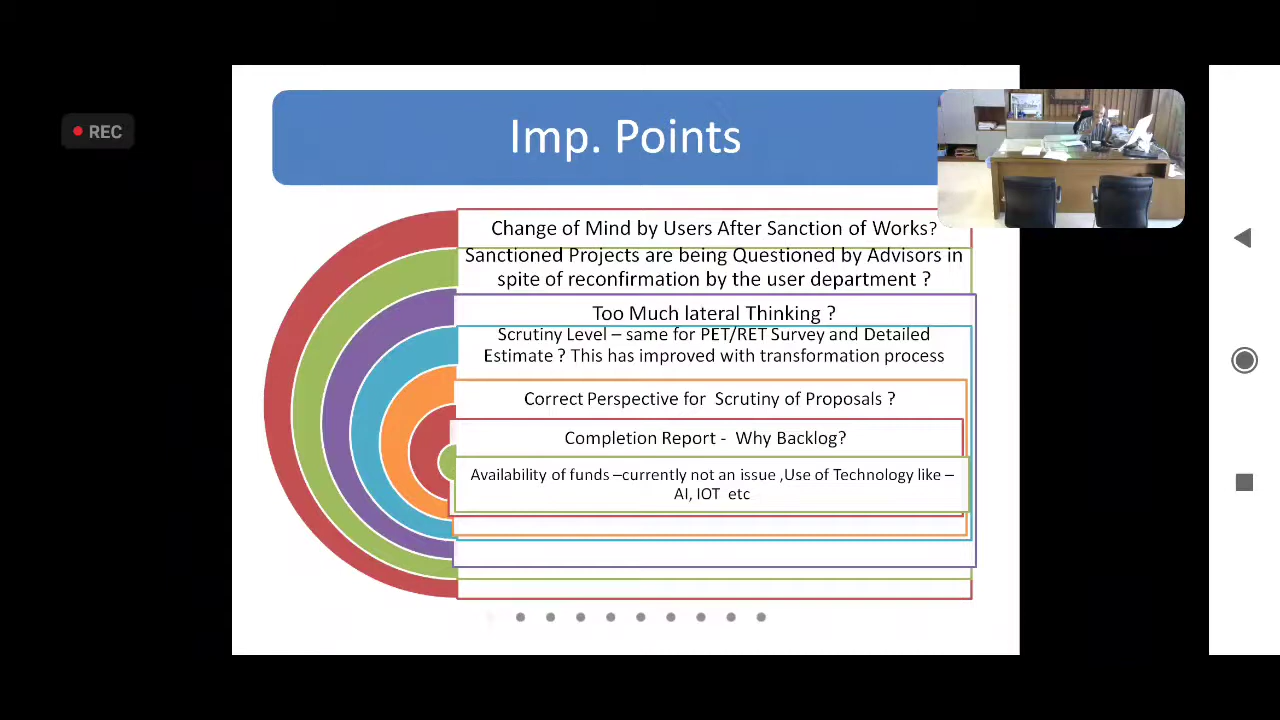 REC
Imp. Points
Change of Mind by Users After Sanction of Works?
Sanctioned Projects are being Questioned by Advisors in
spite of reconfirmation by the user department ?
Too Much lateral Thinking ?
Scrutiny Level – same for PET/RET Survey and Detailed
Estimate ? This has improved with transformation process
Correct Perspective for  Scrutiny of Proposals ?
Completion Report -  Why Backlog?
Availability of funds –currently not an issue ,Use of Technology like –
AI, IOT  etc